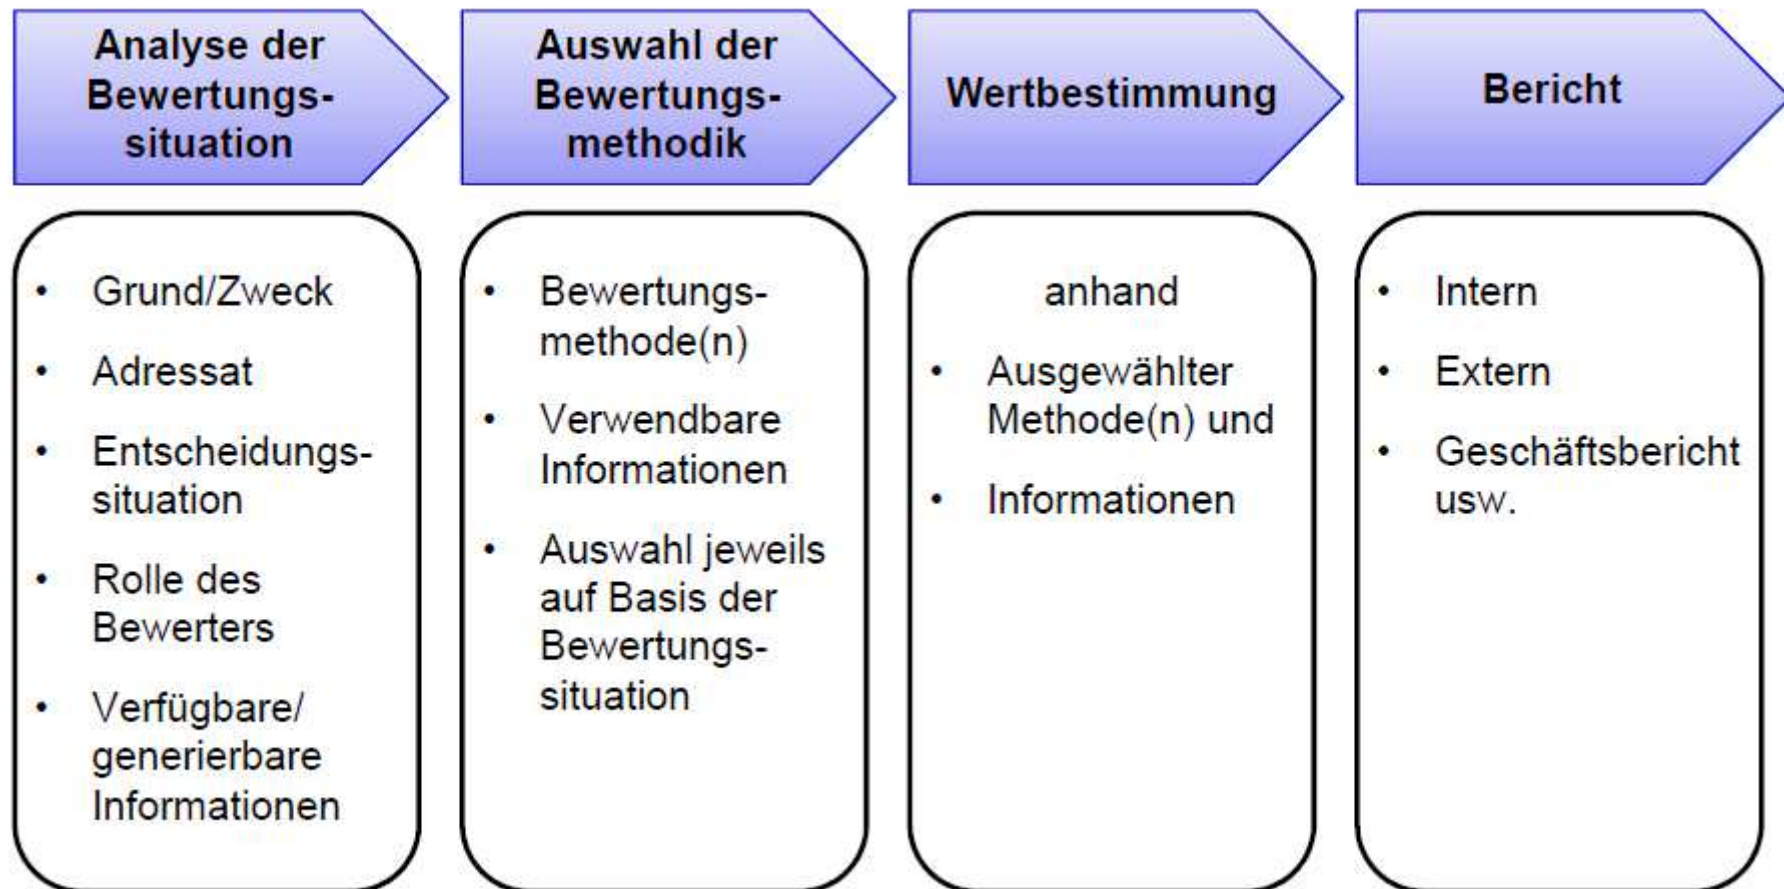 Analyse der
Bewertungs-
situation
Auswahl der
Bewertungs-
methodik
Wertbestimmung
Bericht
• Grund/Zweck
• Adressat
• Entscheidungs-
situation
• Rolle des
Bewerters
• Verfügbare/
generierbare
Informationen
• Bewertungs-
methode(n)
• Verwendbare
Informationen
• Auswahl jeweils
auf Basis der
Bewertungs-
situation
anhand
• Ausgewählter
Methode(n) und
• Informationen
• Intern
• Extern
• Geschäftsbericht
usw.